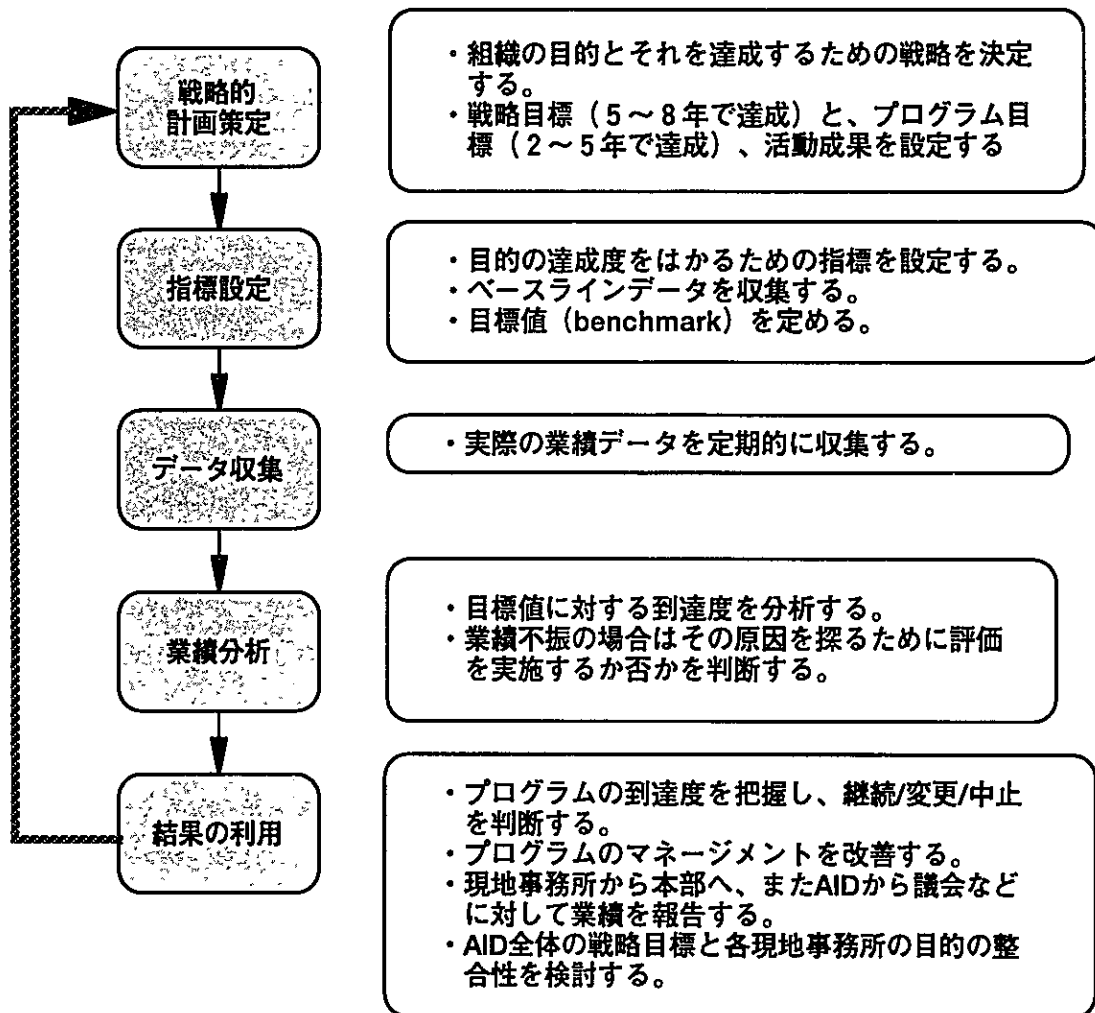 戦略的
計画策定
・組織の目的とそれを達成するための戦略を決定
する。
・戦略目標（5～8年で達成）と、プログラム目
標（2～5年で達成）、活動成果を設定する
指標設定
・目的の達成度をはかるための指標を設定する。
・ベースラインデータを収集する。
・目標値（benchmark）を定める。
データ収集
・実際の業績データを定期的に収集する。
業績分析
・目標値に対する到達度を分析する。
・業績不振の場合はその原因を探るために評価
を実施するか否かを判断する。
結果の利用
・プログラムの到達度を把握し、継続/変更/中止
を判断する。
・プログラムのマネージメントを改善する。
・現地事務所から本部へ、またAIDから議会など
に対して業績を報告する。
・AID全体の戦略目標と各現地事務所の目的の整
合性を検討する。